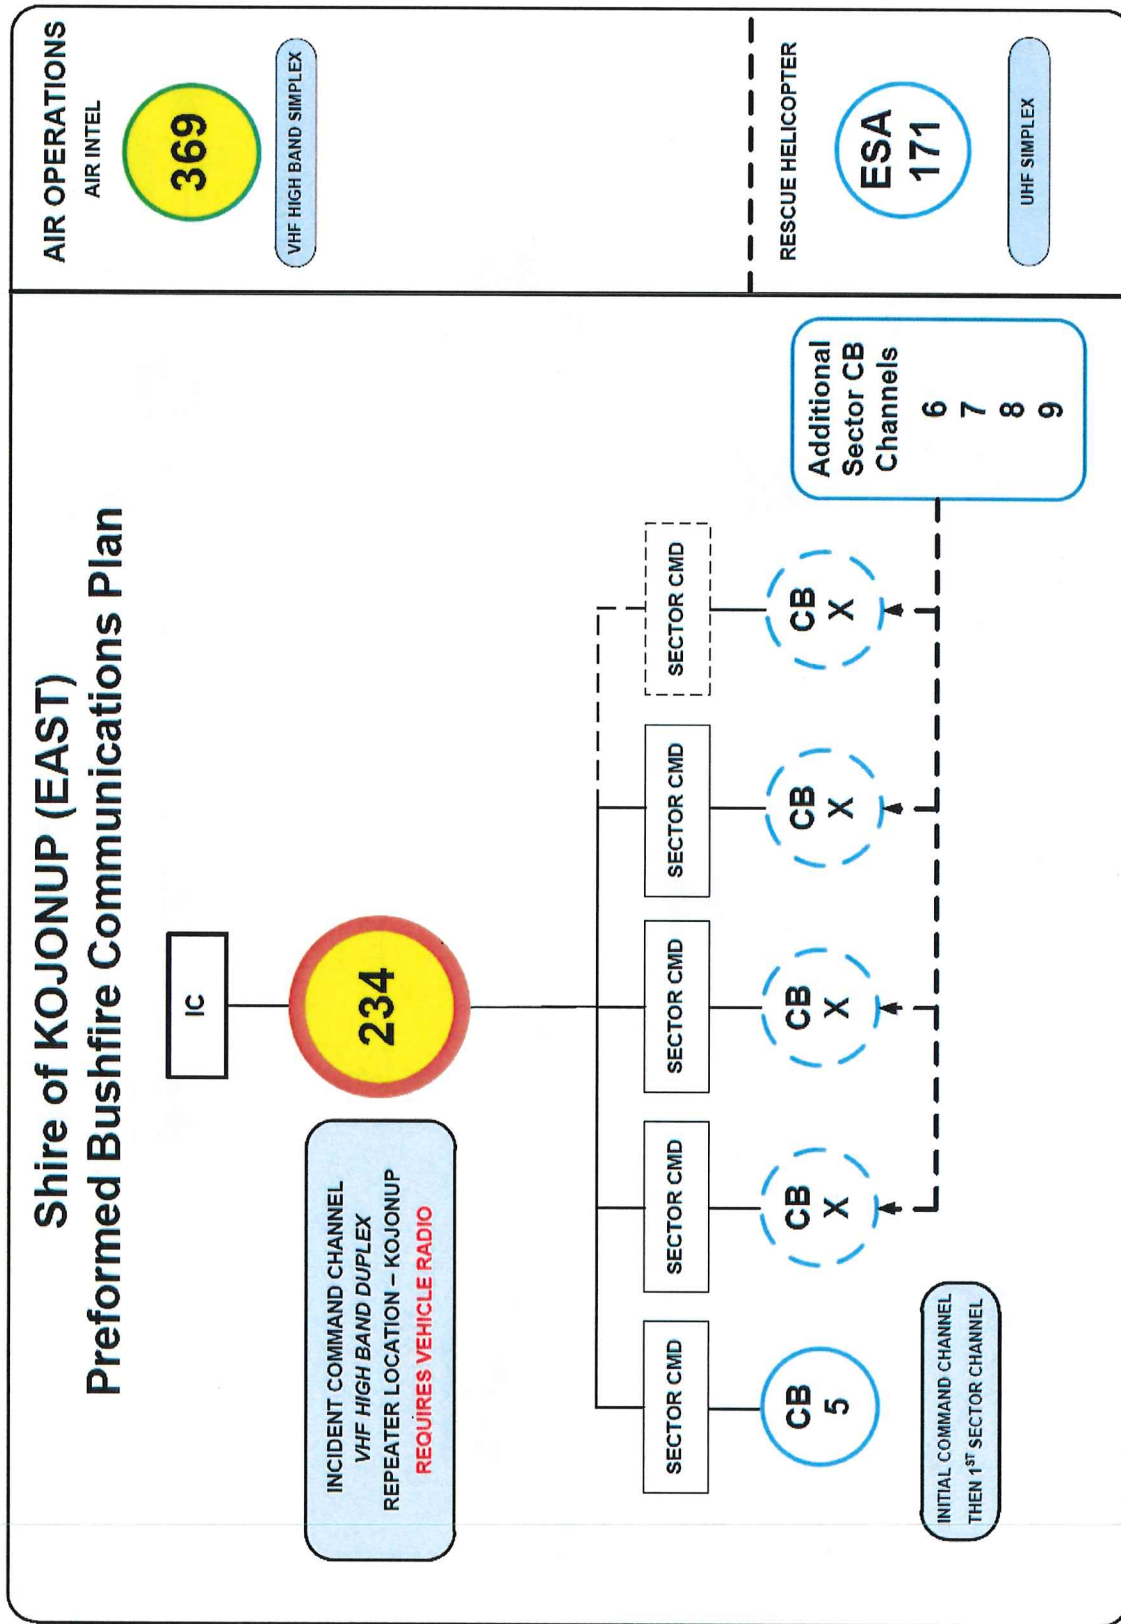 Shire of KOJONUP (EAST)
Preformed Bushfire Communications Plan
IC
INCIDENT COMMAND CHANNEL
VHF HIGH BAND DUPLEX
REPEATER LOCATION – KOJONUP
REQUIRES VEHICLE RADIO
234
SECTOR CMD
SECTOR CMD
SECTOR CMD
SECTOR CMD
SECTOR CMD
CB
5
CB
X
CB
X
CB
X
CB
X
INITIAL COMMAND CHANNEL
THEN 1ST SECTOR CHANNEL
Additional
Sector CB
Channels
6
7
8
9
AIR OPERATIONS
AIR INTEL
369
VHF HIGH BAND SIMPLEX
RESCUE HELICOPTER
ESA
171
UHF SIMPLEX